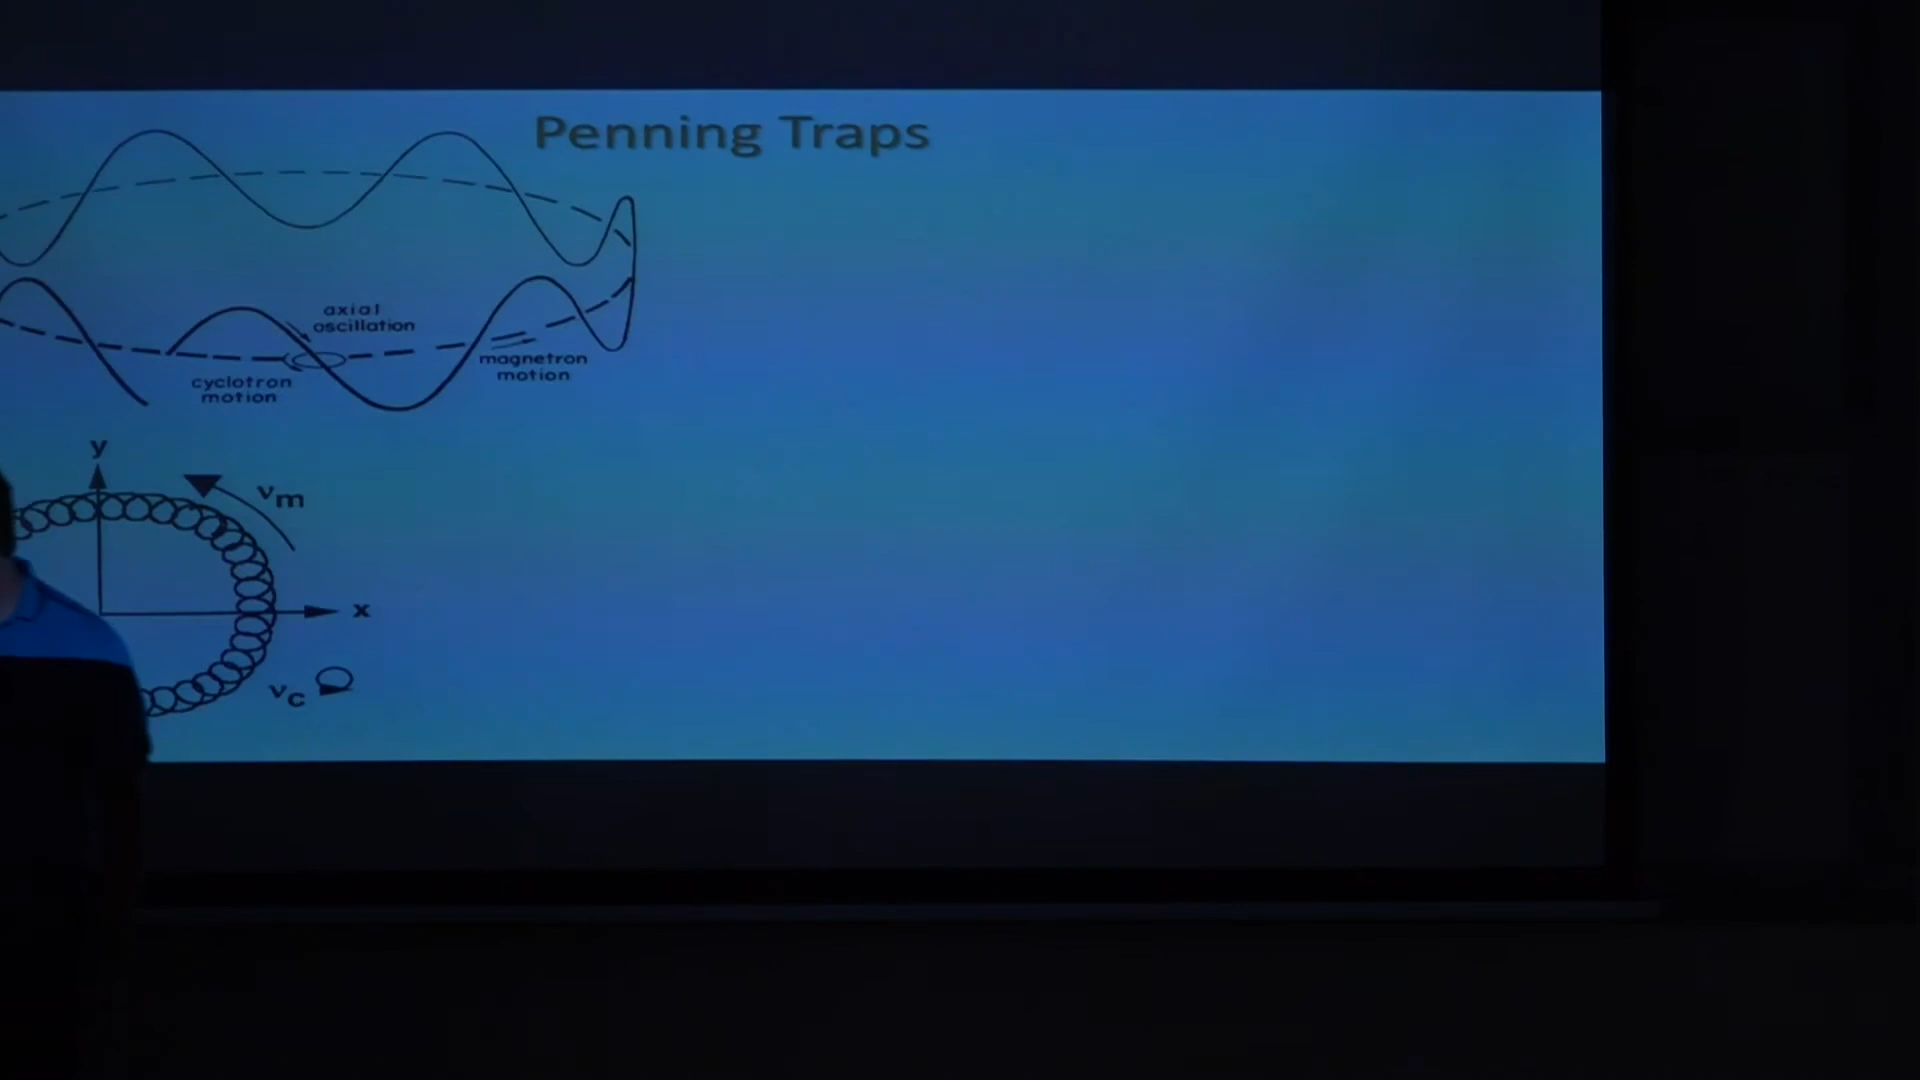 Penning Traps
axial
oscillation
magnetron
motion
cyclotron
motion
y
νm
x
νc